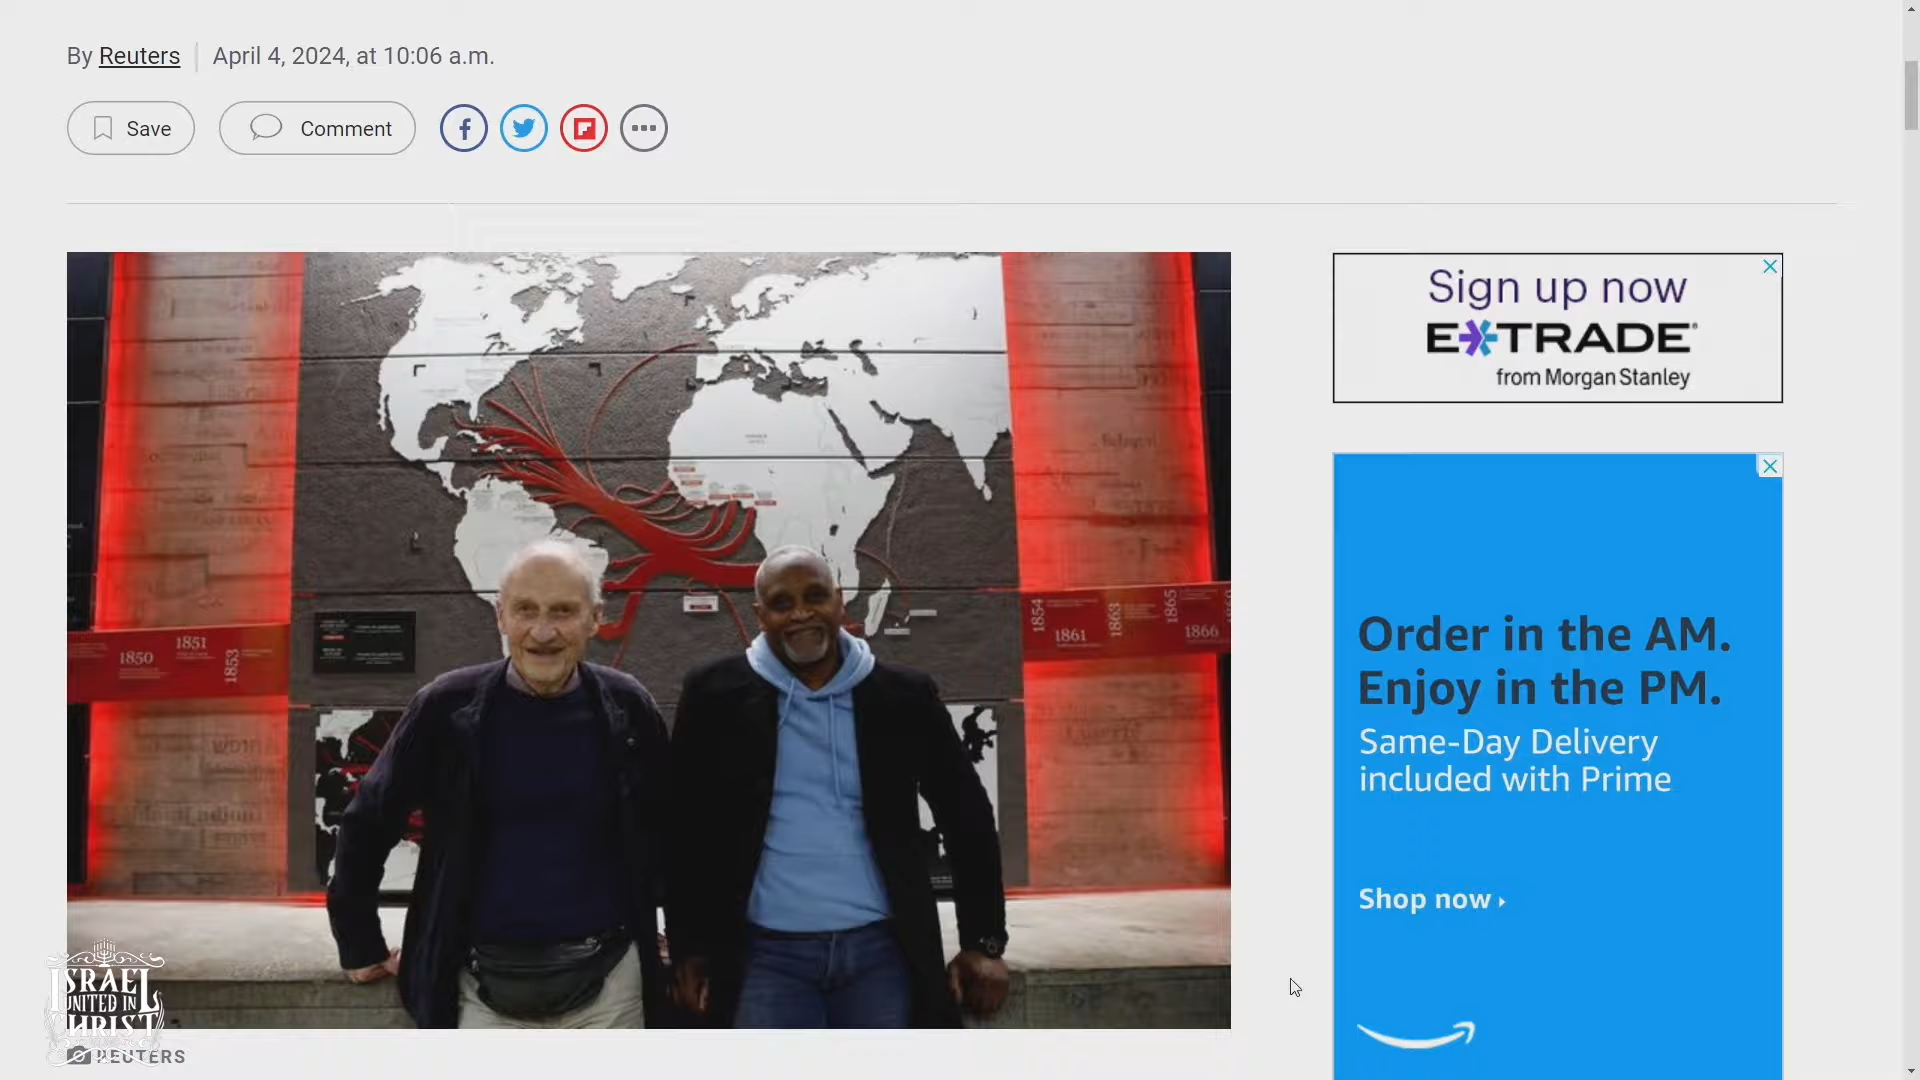 By Reuters
April 4, 2024, at 10:06 a.m.
Save
Comment
Sign up now
E*TRADE®
from Morgan Stanley
1850
1851
1853
1854
1861
1863
1865
1866
Order in the AM.
Enjoy in the PM.
Same-Day Delivery
included with Prime
Shop now
ISRAEL
UNITED IN
CHRIST
REUTERS